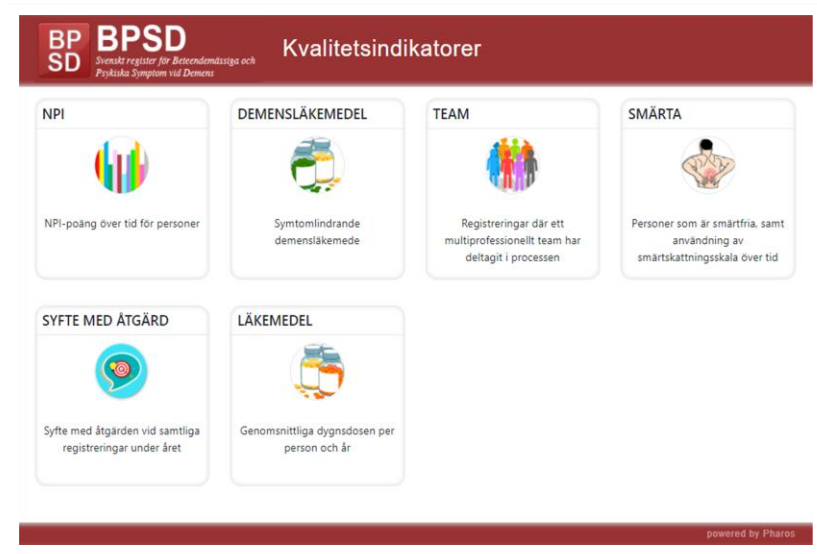 BP
SD
BPSD
Svenskt register för Beteendemässiga och
Psykiska Symptom vid Demens
Kvalitetsindikatorer
NPI
NPI-poäng över tid för personer
DEMENSLÄKEMEDEL
Symtomlindrande
demensläkemede
TEAM
Registreringar där ett
multiprofessionellt team har
deltagit i processen
SMÄRTA
Personer som är smärtfria, samt
användning av
smärtskattningsskala över tid
SYFTE MED ÅTGÄRD
Syfte med åtgärden vid samtliga
registreringar under året
LÄKEMEDEL
Genomsnittliga dygnsdosen per
person och år
powered by Pharos